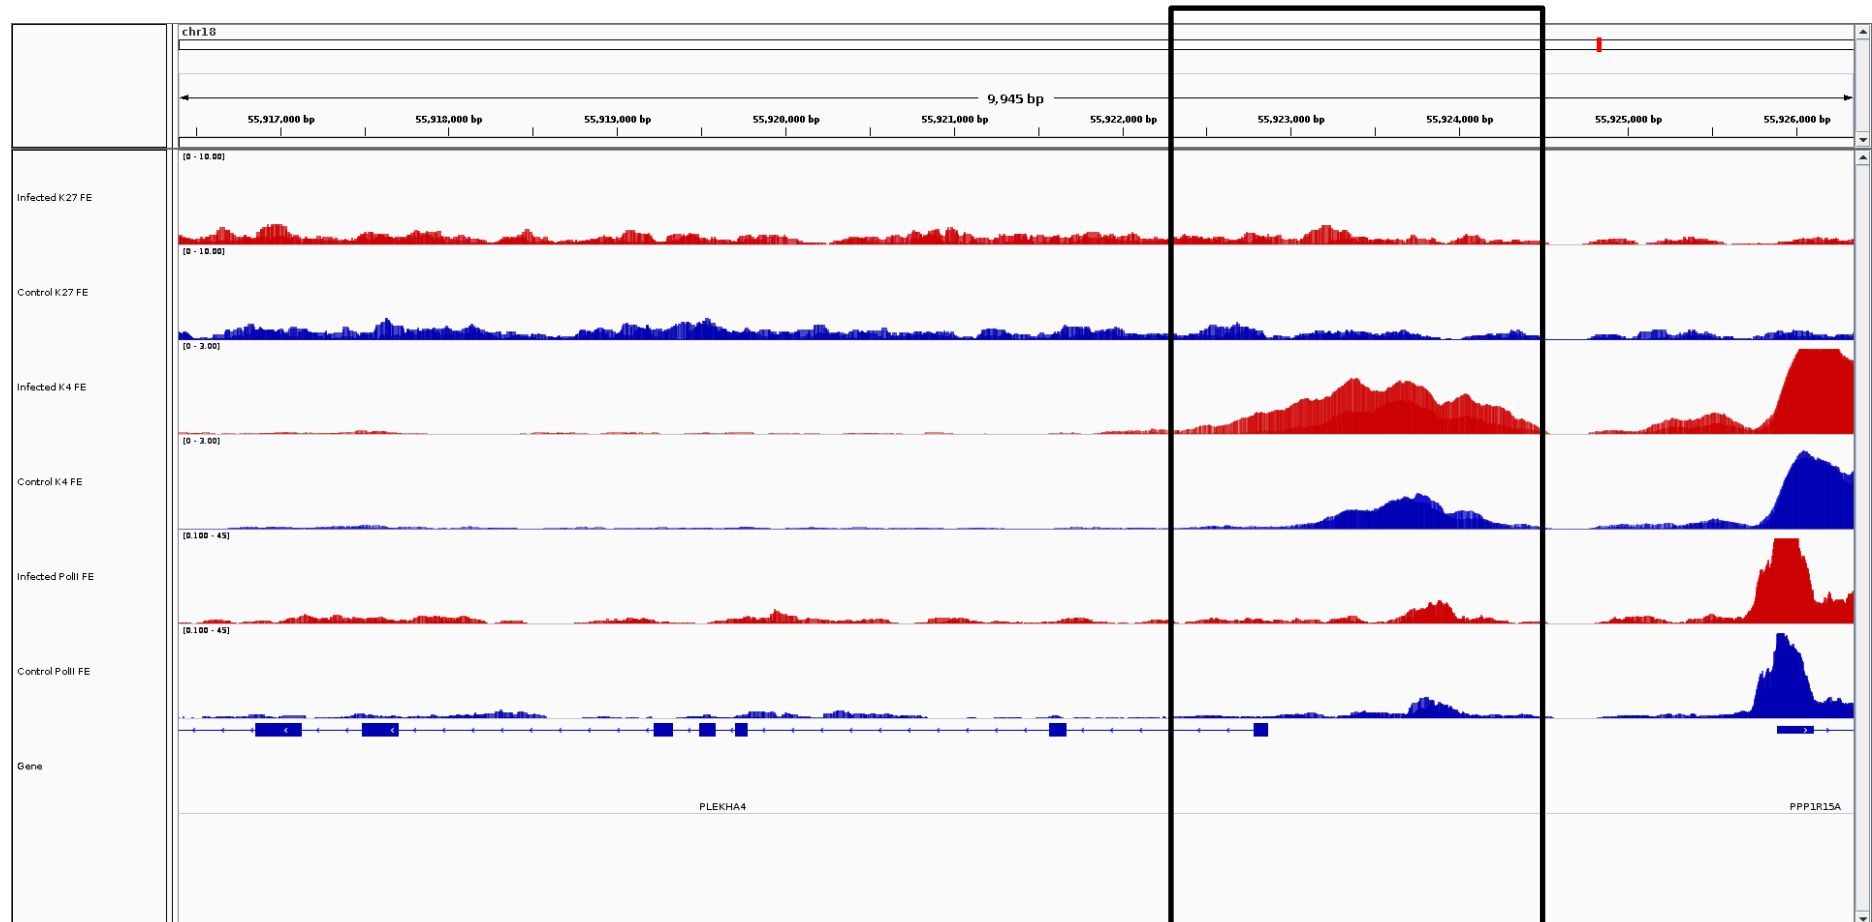 chr18
9,945 bp
55,917,000 bp 55,918,000 bp 55,919,000 bp 55,920,000 bp 55,921,000 bp 55,922,000 bp 55,923,000 bp 55,924,000 bp 55,925,000 bp 55,926,000 bp
[0 - 10.00]
Infected K27 FE
[0 - 10.00]
Control K27 FE
[0 - 3.00]
Infected K4 FE
[0 - 3.00]
Control K4 FE
[0.100 - 45]
Infected PolII FE
[0.100 - 45]
Control PolII FE
Gene
PLEKHA4 PPP1R15A